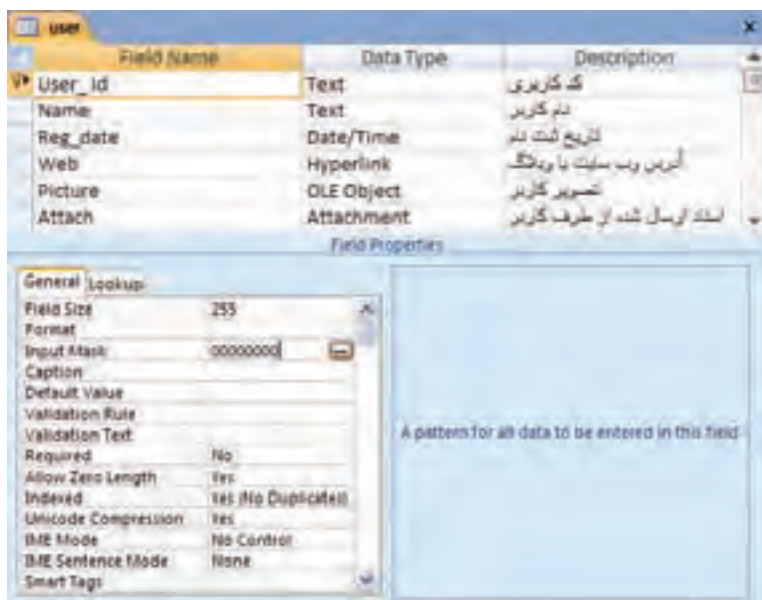 user
Field Name Data Type Description
User_Id Text کد کاربری
Name Text نام کاربر
Reg_date Date/Time تاریخ ثبت نام
Web Hyperlink آدرس وب سایت یا وبلاگ
Picture OLE Object تصویر کاربر
Attach Attachment اسناد ارسال شده از طرف کاربر
Field Properties
General Lookup
Field Size 255
Format
Input Mask 00000000
Caption
Default Value
Validation Rule
Validation Text
Required No
Allow Zero Length Yes
Indexed Yes (No Duplicates)
Unicode Compression Yes
IME Mode No Control
IME Sentence Mode None
Smart Tags
A pattern for all data to be entered in this field